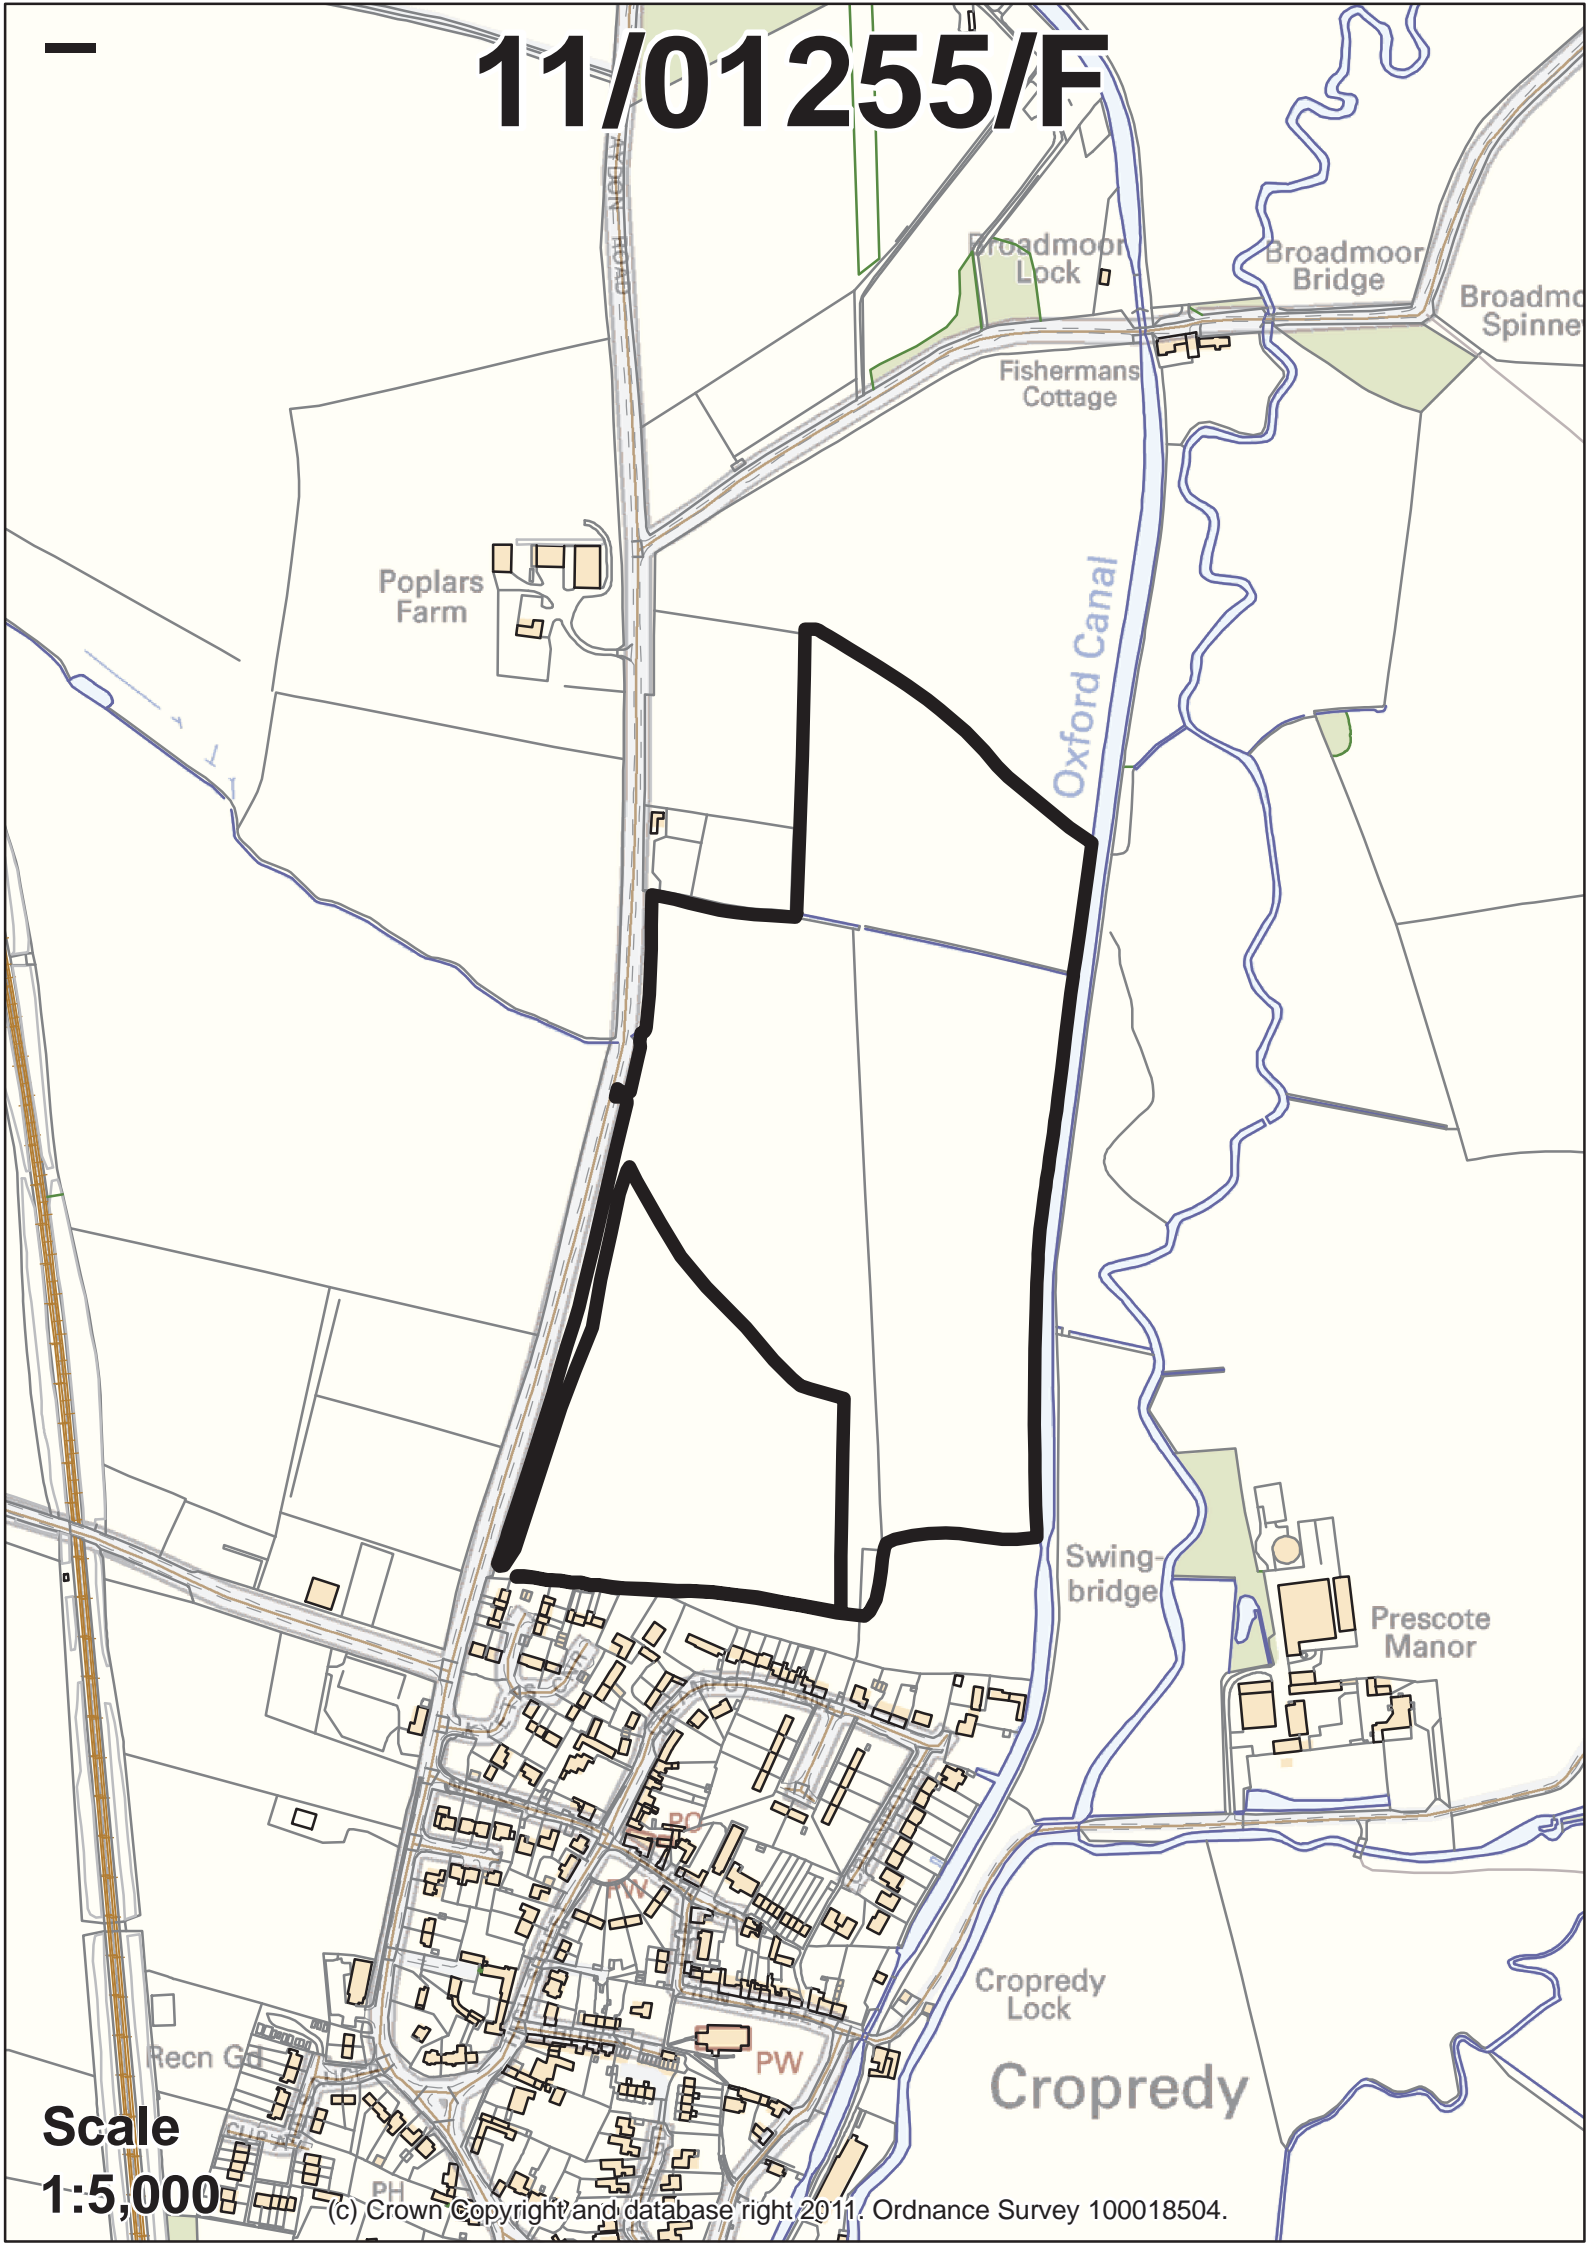 11/01255/F
Broadmoor
Lock
Broadmoor
Bridge
Broadmo
Spinne
Fishermans
Cottage
Poplars
Farm
Oxford Canal
Swing-
bridge
Prescote
Manor
PO
PW
Cropredy
Lock
PW
Recn Gd
Cropredy
Scale
1:5,000
PH
(c) Crown Copyright and database right 2011. Ordnance Survey 100018504.